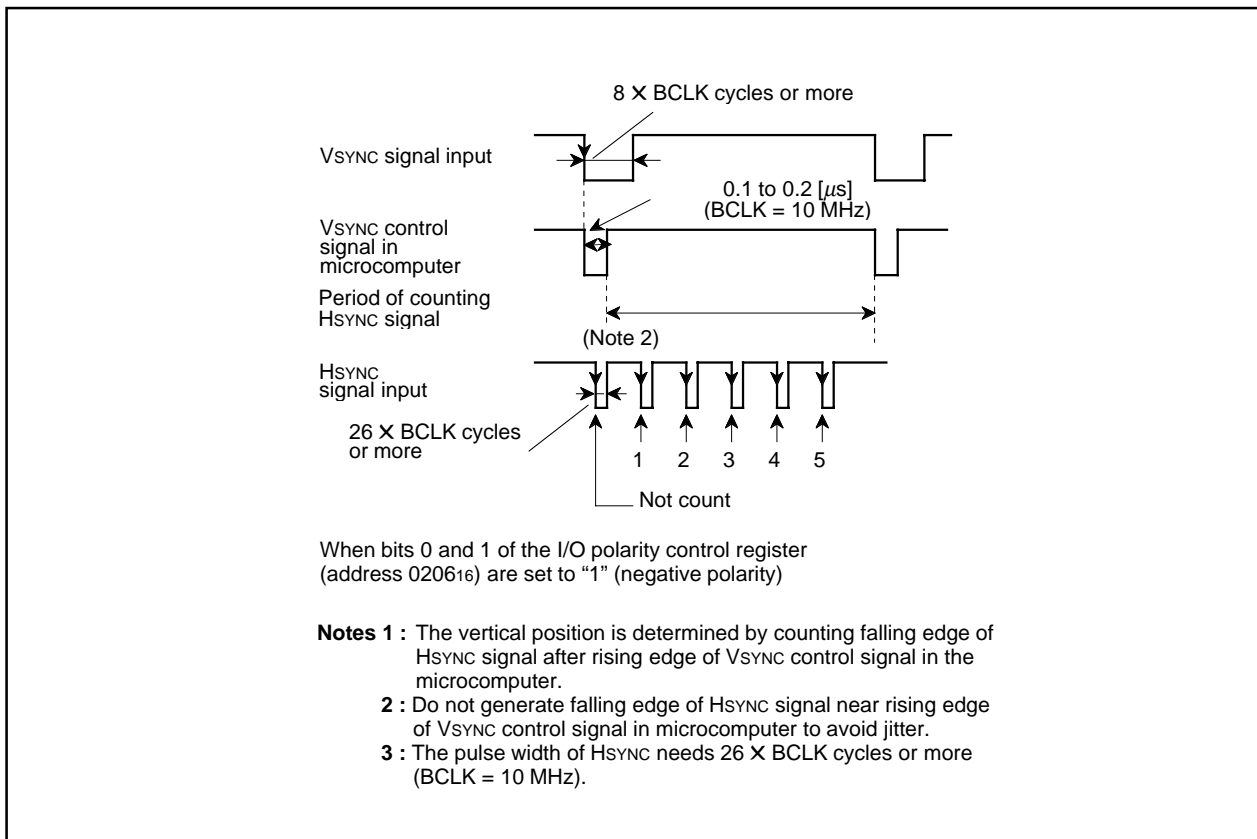 8 × BCLK cycles or more
VSYNC signal input
0.1 to 0.2 [μs]
(BCLK = 10 MHz)
VSYNC control
signal in
microcomputer
Period of counting
HSYNC signal
(Note 2)
HSYNC
signal input
26 × BCLK cycles
or more
1 2 3 4 5
Not count
When bits 0 and 1 of the I/O polarity control register
(address 020616) are set to “1” (negative polarity)
Notes 1 : The vertical position is determined by counting falling edge of
HSYNC signal after rising edge of VSYNC control signal in the
microcomputer.
2 : Do not generate falling edge of HSYNC signal near rising edge
of VSYNC control signal in microcomputer to avoid jitter.
3 : The pulse width of HSYNC needs 26 × BCLK cycles or more
(BCLK = 10 MHz).